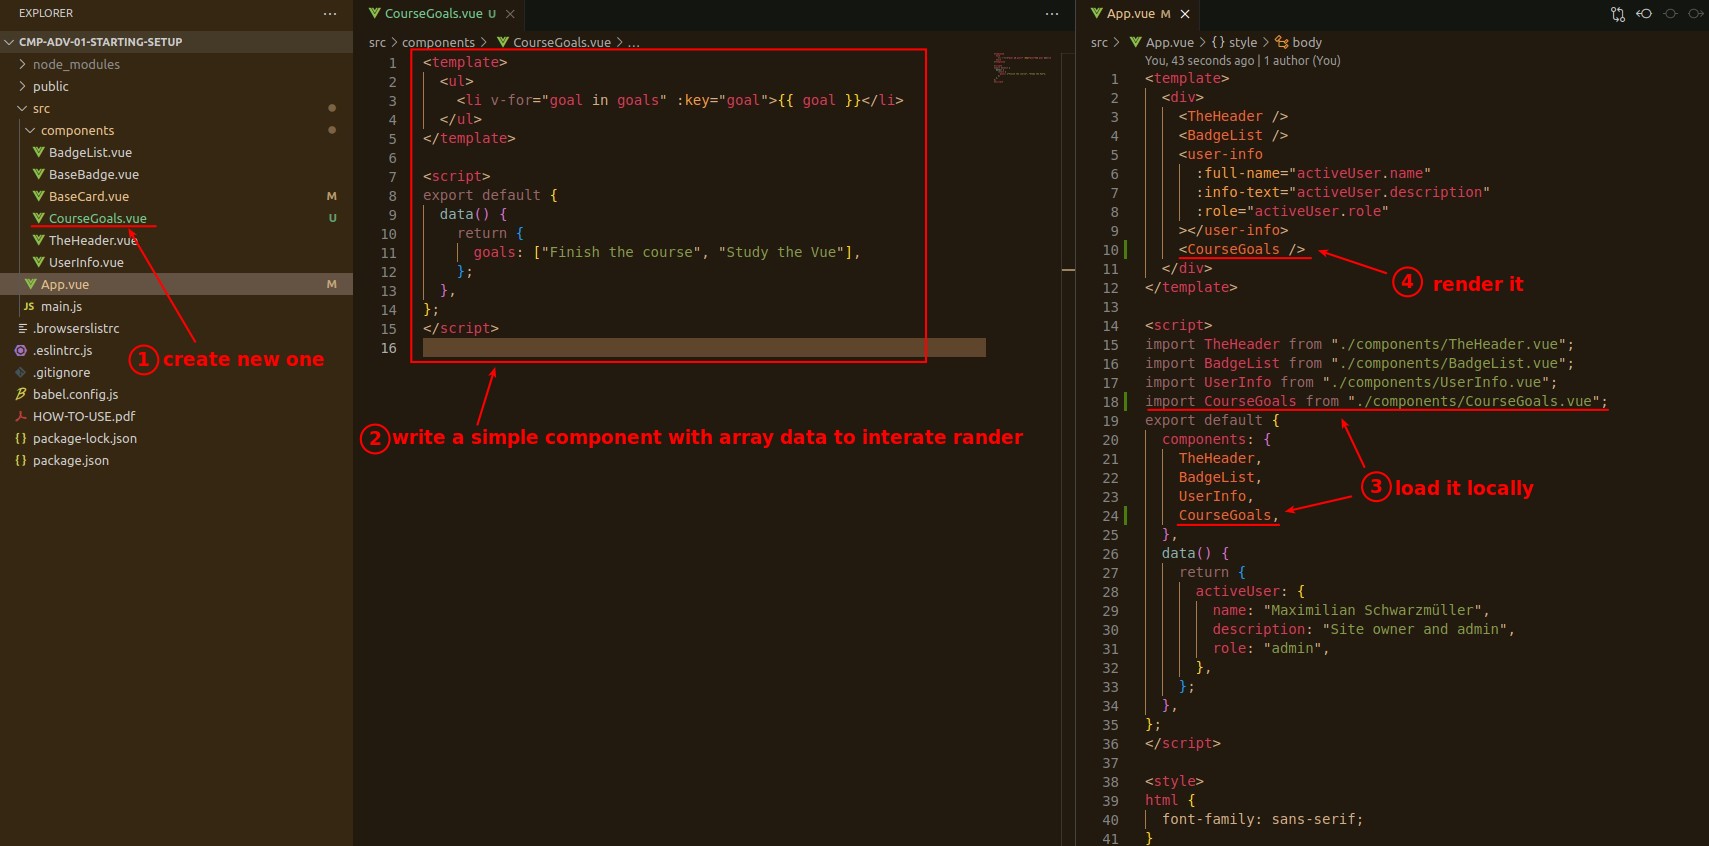 EXPLORER
CMP-ADV-01-STARTING-SETUP
node_modules
public
src
components
BadgeList.vue
BaseBadge.vue
BaseCard.vue M
CourseGoals.vue U
TheHeader.vue
UserInfo.vue
App.vue M
JS main.js
.browserslistrc
.eslintrc.js
.gitignore
babel.config.js
HOW-TO-USE.pdf
{} package-lock.json
{} package.json
① create new one
CourseGoals.vue U
src > components > CourseGoals.vue > ...
1 <template>
2 <ul>
3 <li v-for="goal in goals" :key="goal">{{ goal }}</li>
4 </ul>
5 </template>
6
7 <script>
8 export default {
9 data() {
10 return {
11 goals: ["Finish the course", "Study the Vue"],
12 };
13 },
14 };
15 </script>
16
② write a simple component with array data to interate rander
App.vue M
src > App.vue > {} style > body
You, 43 seconds ago | 1 author (You)
1 <template>
2 <div>
3 <TheHeader />
4 <BadgeList />
5 <user-info
6 :full-name="activeUser.name"
7 :info-text="activeUser.description"
8 :role="activeUser.role"
9 ></user-info>
10 <CourseGoals />
11 </div>
12 </template>
13
14 <script>
15 import TheHeader from "./components/TheHeader.vue";
16 import BadgeList from "./components/BadgeList.vue";
17 import UserInfo from "./components/UserInfo.vue";
18 import CourseGoals from "./components/CourseGoals.vue";
19 export default {
20 components: {
21 TheHeader,
22 BadgeList,
23 UserInfo,
24 CourseGoals,
25 },
26 data() {
27 return {
28 activeUser: {
29 name: "Maximilian Schwarzmüller",
30 description: "Site owner and admin",
31 role: "admin",
32 },
33 };
34 },
35 };
36 </script>
37
38 <style>
39 html {
40 font-family: sans-serif;
41 }
④ render it
③ load it locally